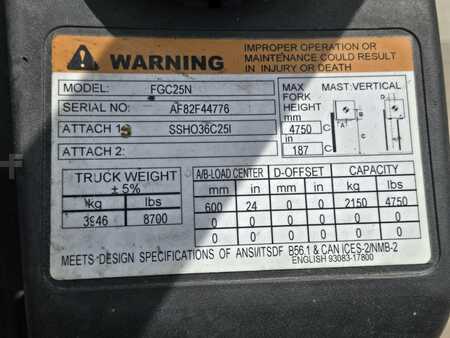 WARNING
IMPROPER OPERATION OR
MAINTENANCE COULD RESULT
IN INJURY OR DEATH
MODEL: FGC25N
SERIAL NO: AF82F44776
ATTACH 1: SSHO36C25I
ATTACH 2:
MAX
FORK
HEIGHT
mm
4750 C
in
187 C
MAST:VERTICAL
TRUCK WEIGHT
± 5%
kg lbs
3946 8700
A/B-LOAD CENTER D-OFFSET CAPACITY
mm in mm in kg lbs
600 24 0 0 2150 4750
0 0 0 0 0 0
0 0 0 0 0 0
MEETS DESIGN SPECIFICATIONS OF ANSI/ITSDF B56.1 & CAN ICES-2/NMB-2
ENGLISH 93083-17800